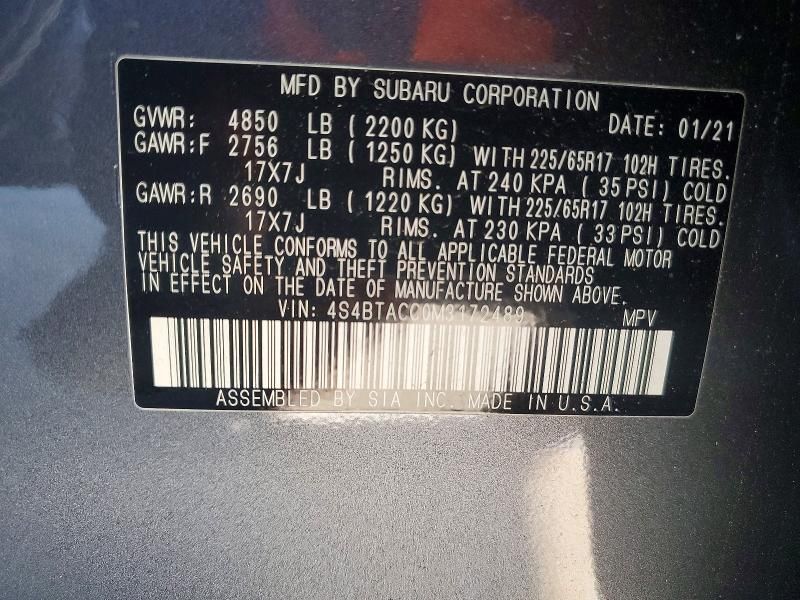 MFD BY SUBARU CORPORATION
GVWR: 4850 LB (2200 KG) DATE: 01/21
GAWR:F 2756 LB (1250 KG) WITH 225/65R17 102H TIRES.
17X7J RIMS. AT 240 KPA (35 PSI) COLD
GAWR:R 2690 LB (1220 KG) WITH 225/65R17 102H TIRES.
17X7J RIMS. AT 230 KPA (33 PSI) COLD
THIS VEHICLE CONFORMS TO ALL APPLICABLE FEDERAL MOTOR
VEHICLE SAFETY AND THEFT PREVENTION STANDARDS
IN EFFECT ON THE DATE OF MANUFACTURE SHOWN ABOVE.
VIN: 4S4BTACC0M3172489 MPV
ASSEMBLED BY SIA INC. MADE IN U.S.A.